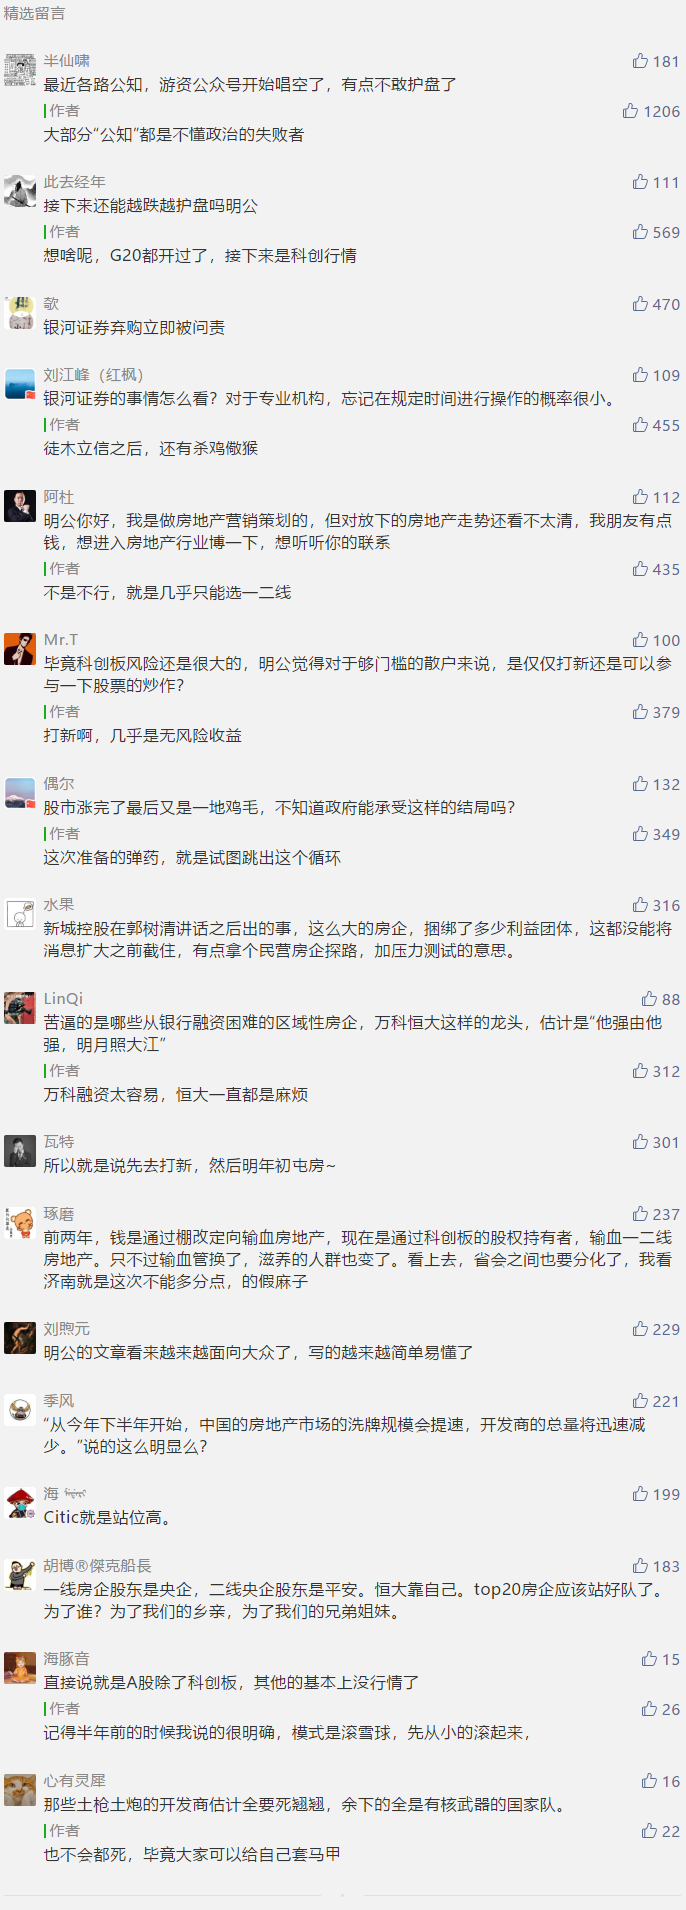 精选留言
半仙啸 181
最近各路公知，游资公众号开始唱空了，有点不敢护盘了
作者 1206
大部分“公知”都是不懂政治的失败者
此去经年 111
接下来还能越跌越护盘吗明公
作者 569
想啥呢，G20都开过了，接下来是科创行情
欹 470
银河证券弃购立即被问责
刘江峰（红枫） 109
银河证券的事情怎么看？对于专业机构，忘记在规定时间进行操作的概率很小。
作者 455
徒木立信之后，还有杀鸡儆猴
阿杜 112
明公你好，我是做房地产营销策划的，但对放下的房地产走势还看不太清，我朋友有点
钱，想进入房地产行业博一下，想听听你的联系
作者 435
不是不行，就是几乎只能选一二线
Mr.T 100
毕竟科创板风险还是很大的，明公觉得对于够门槛的散户来说，是仅仅打新还是可以参
与一下股票的炒作？
作者 379
打新啊，几乎是无风险收益
偶尔 132
股市涨完了最后又是一地鸡毛，不知道政府能承受这样的结局吗？
作者 349
这次准备的弹药，就是试图跳出这个循环
水果 316
新城控股在郭树清讲话之后出的事，这么大的房企，捆绑了多少利益团体，这都没能将
消息扩大之前截住，有点拿个民营房企探路，加压力测试的意思。
LinQi 88
苦逼的是哪些从银行融资困难的区域性房企，万科恒大这样的龙头，估计是“他强由他
强，明月照大江”
作者 312
万科融资太容易，恒大一直都是麻烦
瓦特 301
所以就是说先去打新，然后明年初屯房~
琢磨 237
前两年，钱是通过棚改定向输血房地产，现在是通过科创板的股权持有者，输血一二线
房地产。只不过输血管换了，滋养的人群也变了。看上去，省会之间也要分化了，我看
济南就是这次不能多分点，的假麻子
刘煦元 229
明公的文章看来越来越面向大众了，写的越来越简单易懂了
季风 221
“从今年下半年开始，中国的房地产市场的洗牌规模会提速，开发商的总量将迅速减
少。”说的这么明显么？
海 199
Citic就是站位高。
胡博®傑克船長 183
一线房企股东是央企，二线央企股东是平安。恒大靠自己。top20房企应该站好队了。
为了谁？为了我们的乡亲，为了我们的兄弟姐妹。
海豚音 15
直接说就是A股除了科创板，其他的基本上没行情了
作者 26
记得半年前的时候我说的很明确，模式是滚雪球，先从小的滚起来，
心有灵犀 16
那些土枪土炮的开发商估计全要死翘翘，余下的全是有核武器的国家队。
作者 22
也不会都死，毕竟大家可以给自己套马甲